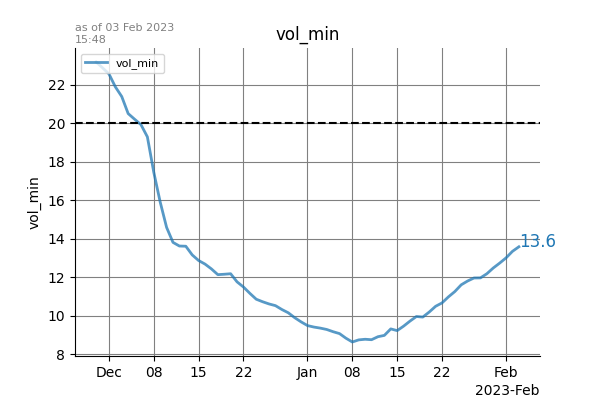 as of 03 Feb 2023
15:48
vol_min
vol_min
22
20
18
16
14
12
10
8
vol_min
13.6
Dec 08 15 22 Jan 08 15 22 Feb
2023-Feb